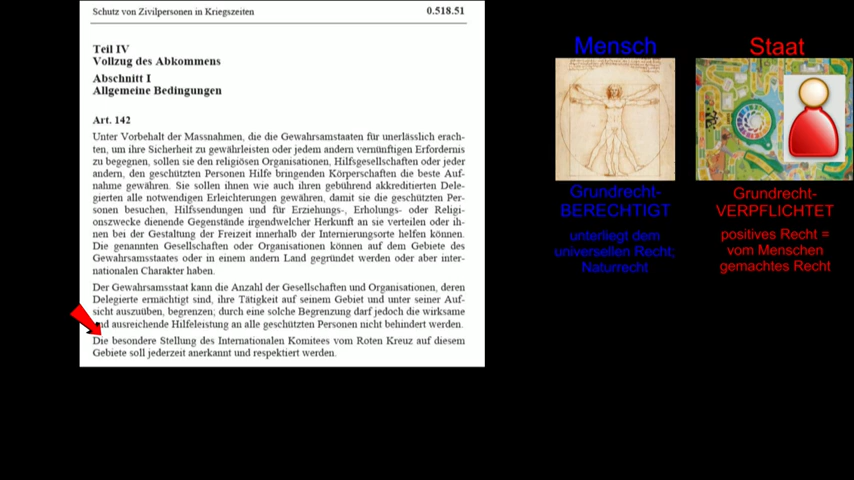 Schutz von Zivilpersonen in Kriegszeiten 0.518.51
Teil IV
Vollzug des Abkommens
Abschnitt I
Allgemeine Bedingungen
Art. 142
Unter Vorbehalt der Massnahmen, die die Gewahrsamstaaten für unerlässlich erach-
ten, um ihre Sicherheit zu gewährleisten oder jedem andern vernünftigen Erfordernis
zu begegnen, sollen sie den religiösen Organisationen, Hilfsgesellschaften oder jeder
andern, den geschützten Personen Hilfe bringenden Körperschaften die beste Auf-
nahme gewähren. Sie sollen ihnen wie auch ihren gebührend akkreditierten Dele-
gierten alle notwendigen Erleichterungen gewähren, damit sie die geschützten Per-
sonen besuchen, Hilfssendungen und für Erziehungs-, Erholungs- oder Religi-
onszwecke dienende Gegenstände irgendwelcher Herkunft an sie verteilen oder ih-
nen bei der Gestaltung der Freizeit innerhalb der Internierungsorte helfen können.
Die genannten Gesellschaften oder Organisationen können auf dem Gebiete des
Gewahrsamsstaates oder in einem andern Land gegründet werden oder aber inter-
nationalen Charakter haben.
Der Gewahrsamsstaat kann die Anzahl der Gesellschaften und Organisationen, deren
Delegierte ermächtigt sind, ihre Tätigkeit auf seinem Gebiet und unter seiner Auf-
sicht auszuüben, begrenzen; durch eine solche Begrenzung darf jedoch die wirksame
und ausreichende Hilfeleistung an alle geschützten Personen nicht behindert werden.
Die besondere Stellung des Internationalen Komitees vom Roten Kreuz auf diesem
Gebiete soll jederzeit anerkannt und respektiert werden.
Mensch
Grundrecht-
BERECHTIGT
unterliegt dem
universellen Recht;
Naturrecht
Staat
Grundrecht-
VERPFLICHTET
positives Recht =
vom Menschen
gemachtes Recht